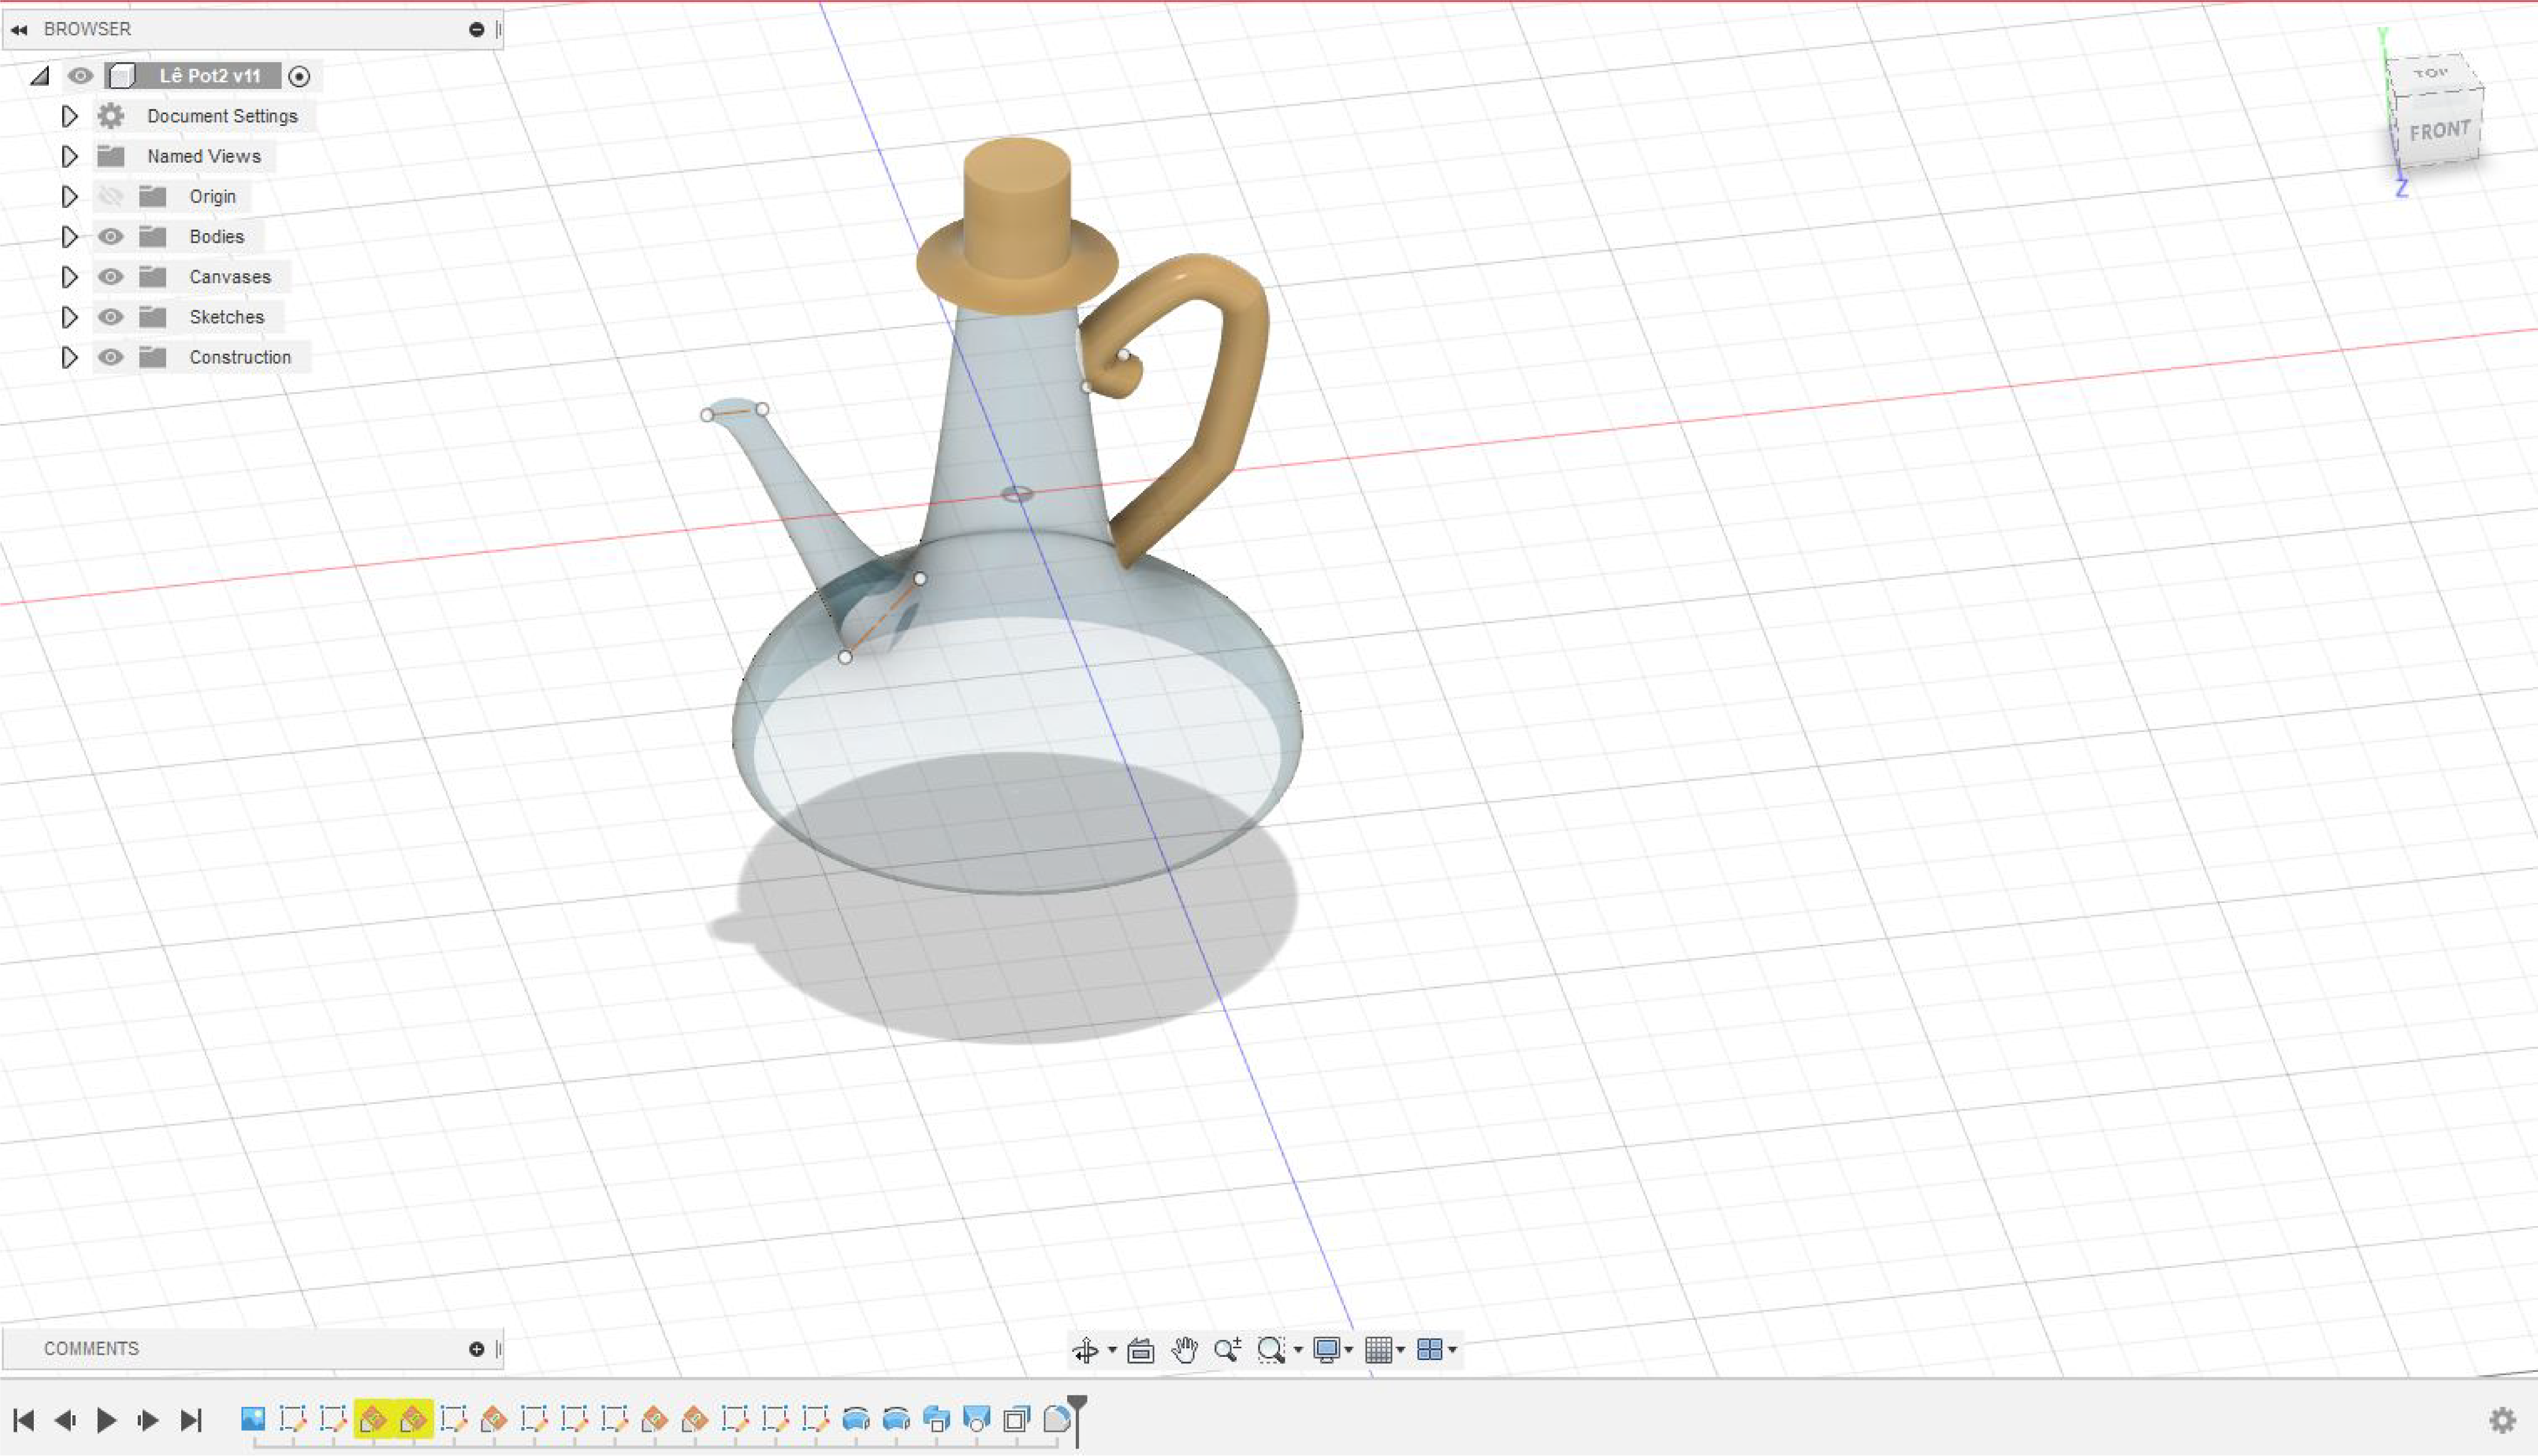 BROWSER
Lê Pot2 v11
Document Settings
Named Views
Origin
Bodies
Canvases
Sketches
Construction
Y
TOP
FRONT
Z
COMMENTS